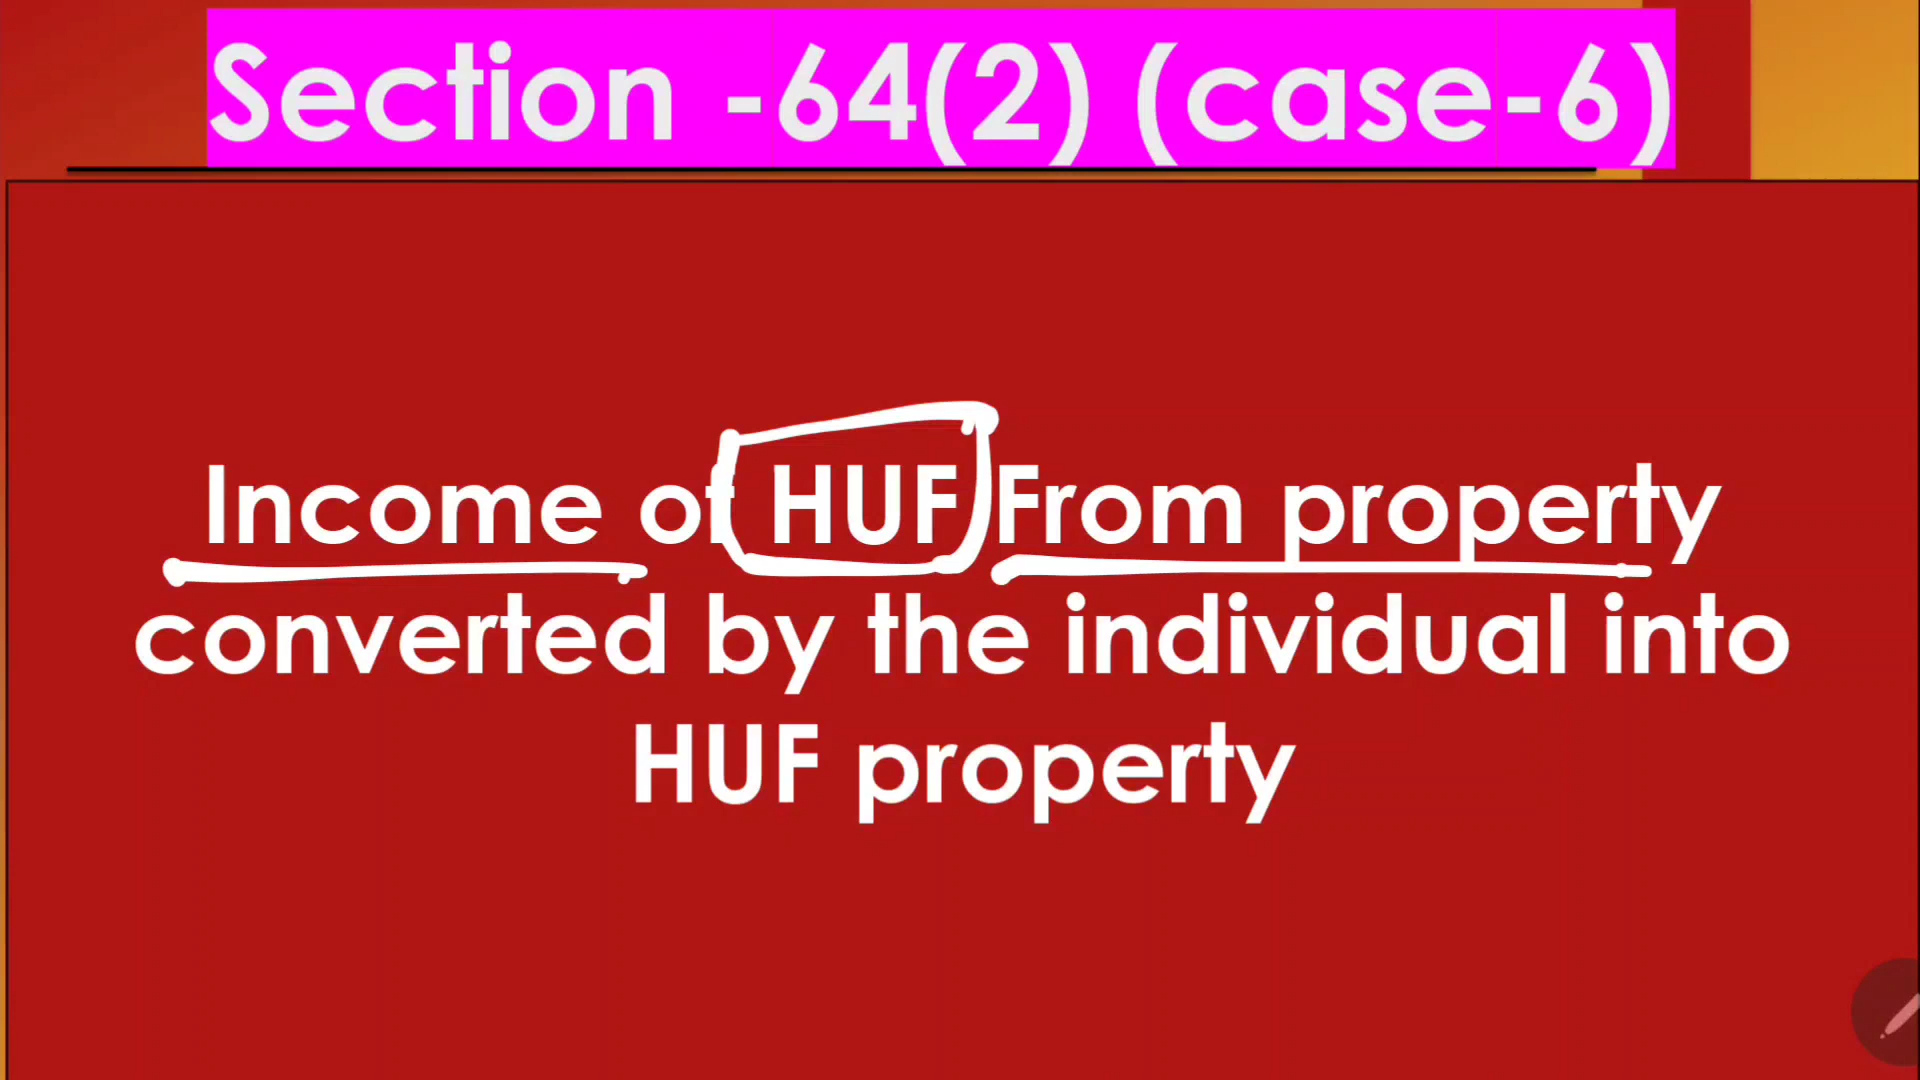 Section -64(2) (case-6)
Income of HUF From property
converted by the individual into
HUF property